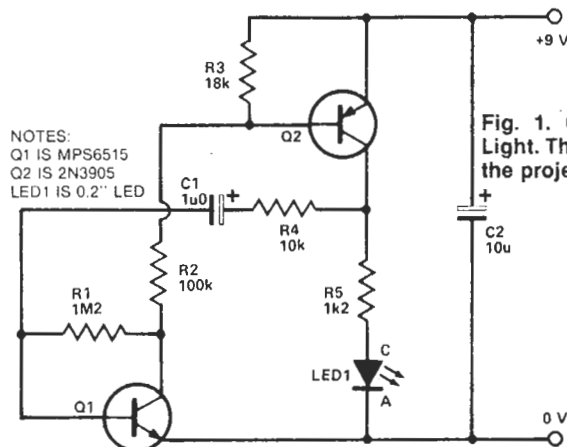 +9 V
R3
18k
Q2
NOTES:
Q1 IS MPS6515
Q2 IS 2N3905
LED1 IS 0.2" LED
Fig. 1.
Light. Th
the proje
C1
1u0
+
R4
10k
+
C2
10u
R2
100k
R1
1M2
R5
1k2
C
LED1
A
Q1
0 V